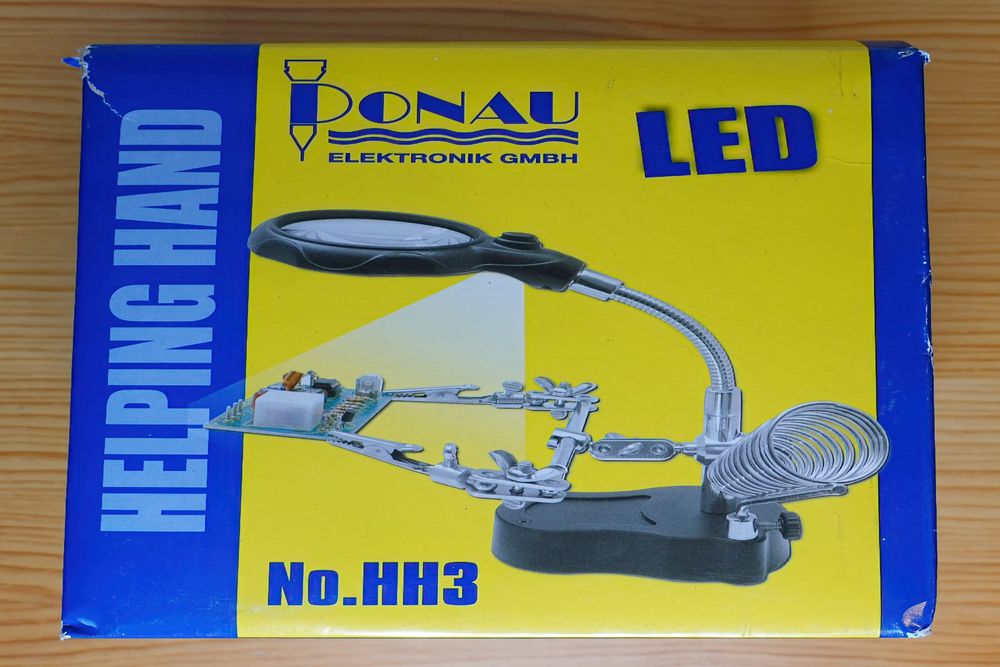 HELPING HAND
DONAU
ELEKTRONIK GMBH
LED
No.HH3